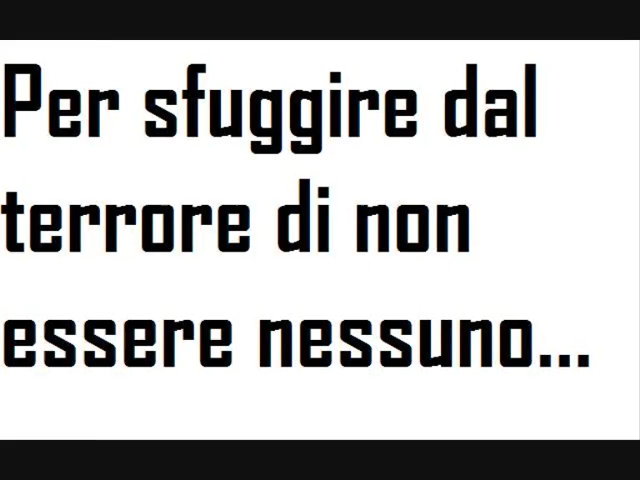 Per sfuggire dal
terrore di non
essere nessuno...